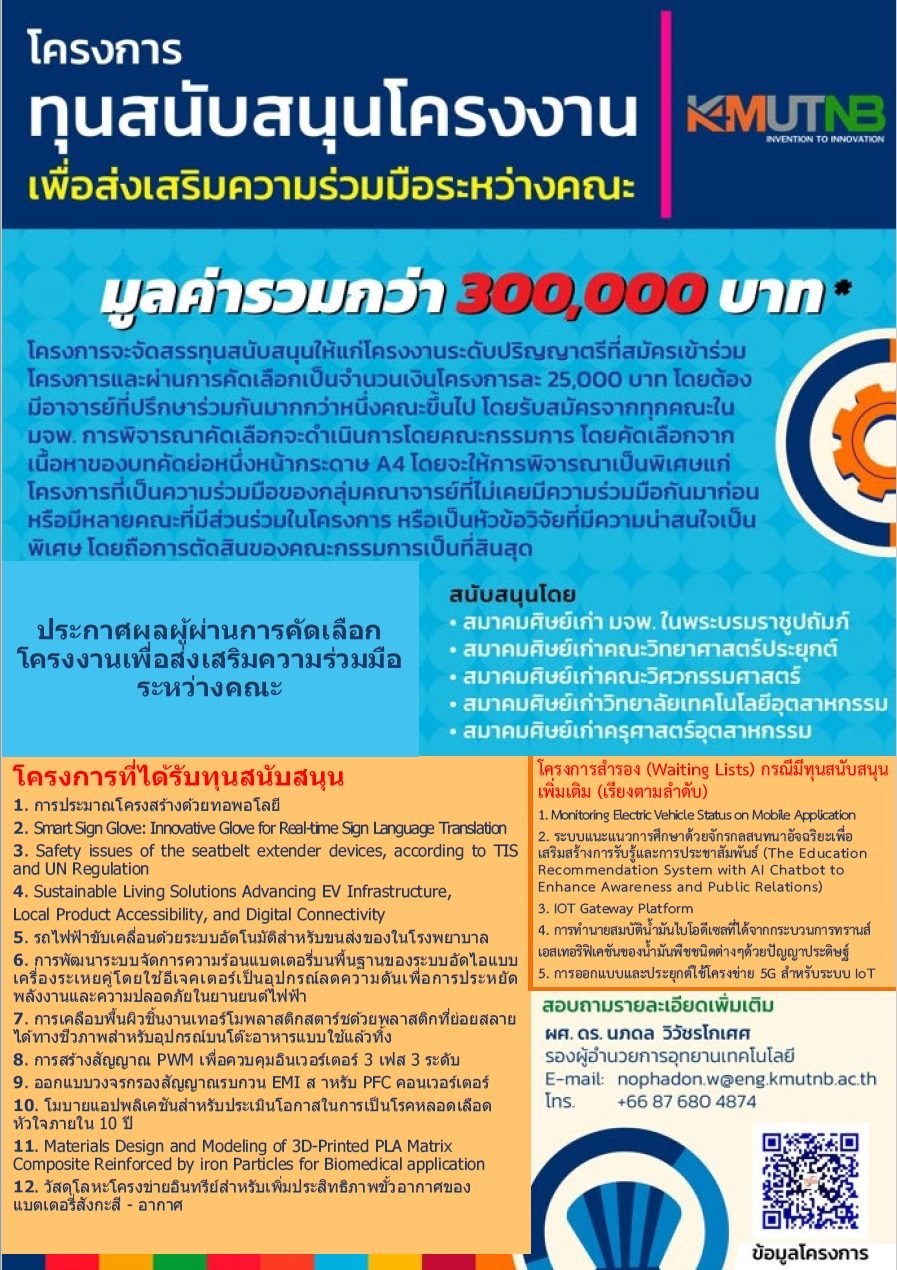 โครงการ
ทุนสนับสนุนโครงงาน
เพื่อส่งเสริมความร่วมมือระหว่างคณะ
KMUTNB
INVENTION TO INNOVATION
มูลค่ารวมกว่า 300,000 บาท *
โครงการจะจัดสรรทุนสนับสนุนให้แก่โครงงานระดับปริญญาตรีที่สมัครเข้าร่วม
โครงการและผ่านการคัดเลือกเป็นจำนวนเงินโครงการละ 25,000 บาท โดยต้อง
มีอาจารย์ที่ปรึกษาร่วมกันมากกว่าหนึ่งคณะขึ้นไป โดยรับสมัครจากทุกคณะใน
มจพ. การพิจารณาคัดเลือกจะดำเนินการโดยคณะกรรมการ โดยคัดเลือกจาก
เนื้อหาของบทคัดย่อหนึ่งหน้ากระดาษ A4 โดยจะให้การพิจารณาเป็นพิเศษแก่
โครงการที่เป็นความร่วมมือของกลุ่มคณาจารย์ที่ไม่เคยมีความร่วมมือกันมาก่อน
หรือมีหลายคณะที่มีส่วนร่วมในโครงการ หรือเป็นหัวข้อวิจัยที่มีความน่าสนใจเป็น
พิเศษ โดยถือการตัดสินของคณะกรรมการเป็นที่สิ้นสุด
ประกาศผลผู้ผ่านการคัดเลือก
โครงงานเพื่อส่งเสริมความร่วมมือ
ระหว่างคณะ
สนับสนุนโดย
• สมาคมศิษย์เก่า มจพ. ในพระบรมราชูปถัมภ์
• สมาคมศิษย์เก่าคณะวิทยาศาสตร์ประยุกต์
• สมาคมศิษย์เก่าคณะวิศวกรรมศาสตร์
• สมาคมศิษย์เก่าวิทยาลัยเทคโนโลยีอุตสาหกรรม
• สมาคมศิษย์เก่าครุศาสตร์อุตสาหกรรม
โครงการที่ได้รับทุนสนับสนุน
1. การประมาณโครงสร้างด้วยทอพอโลยี
2. Smart Sign Glove: Innovative Glove for Real-time Sign Language Translation
3. Safety issues of the seatbelt extender devices, according to TIS
and UN Regulation
4. Sustainable Living Solutions Advancing EV Infrastructure,
Local Product Accessibility, and Digital Connectivity
5. รถไฟฟ้าขับเคลื่อนด้วยระบบอัตโนมัติสำหรับขนส่งของในโรงพยาบาล
6. การพัฒนาระบบจัดการความร้อนแบตเตอรี่บนพื้นฐานของระบบอัดไอแบบ
เครื่องระเหยคู่โดยใช้อีเจคเตอร์เป็นอุปกรณ์ลดความดันเพื่อการประหยัด
พลังงานและความปลอดภัยในยานยนต์ไฟฟ้า
7. การเคลือบพื้นผิวชิ้นงานเทอร์โมพลาสติกสตาร์ชด้วยพลาสติกที่ย่อยสลาย
ได้ทางชีวภาพสำหรับอุปกรณ์บนโต๊ะอาหารแบบใช้แล้วทิ้ง
8. การสร้างสัญญาณ PWM เพื่อควบคุมอินเวอร์เตอร์ 3 เฟส 3 ระดับ
9. ออกแบบวงจรกรองสัญญาณรบกวน EMI ส าหรับ PFC คอนเวอร์เตอร์
10. โมบายแอปพลิเคชันสำหรับประเมินโอกาสในการเป็นโรคหลอดเลือด
หัวใจภายใน 10 ปี
11. Materials Design and Modeling of 3D-Printed PLA Matrix
Composite Reinforced by iron Particles for Biomedical application
12. วัสดุโลหะโครงข่ายอินทรีย์สำหรับเพิ่มประสิทธิภาพขั้วอากาศของ
แบตเตอรี่สังกะสี - อากาศ
โครงการสำรอง (Waiting Lists) กรณีมีทุนสนับสนุน
เพิ่มเติม (เรียงตามลำดับ)
1. Monitoring Electric Vehicle Status on Mobile Application
2. ระบบแนะแนวการศึกษาด้วยจักรกลสนทนาอัจฉริยะเพื่อ
เสริมสร้างการรับรู้และการประชาสัมพันธ์ (The Education
Recommendation System with AI Chatbot to
Enhance Awareness and Public Relations)
3. IOT Gateway Platform
4. การทำนายสมบัติน้ำมันไบโอดีเซลที่ได้จากกระบวนการทรานส์
เอสเทอริฟิเคชันของน้ำมันพืชชนิดต่างๆด้วยปัญญาประดิษฐ์
5. การออกแบบและประยุกต์ใช้โครงข่าย 5G สำหรับระบบ IoT
สอบถามรายละเอียดเพิ่มเติม
ผศ. ดร. นภดล วิวัชรโกเศศ
รองผู้อำนวยการอุทยานเทคโนโลยี
E-mail: nophadon.w@eng.kmutnb.ac.th
โทร. +66 87 680 4874
ข้อมูลโครงการ